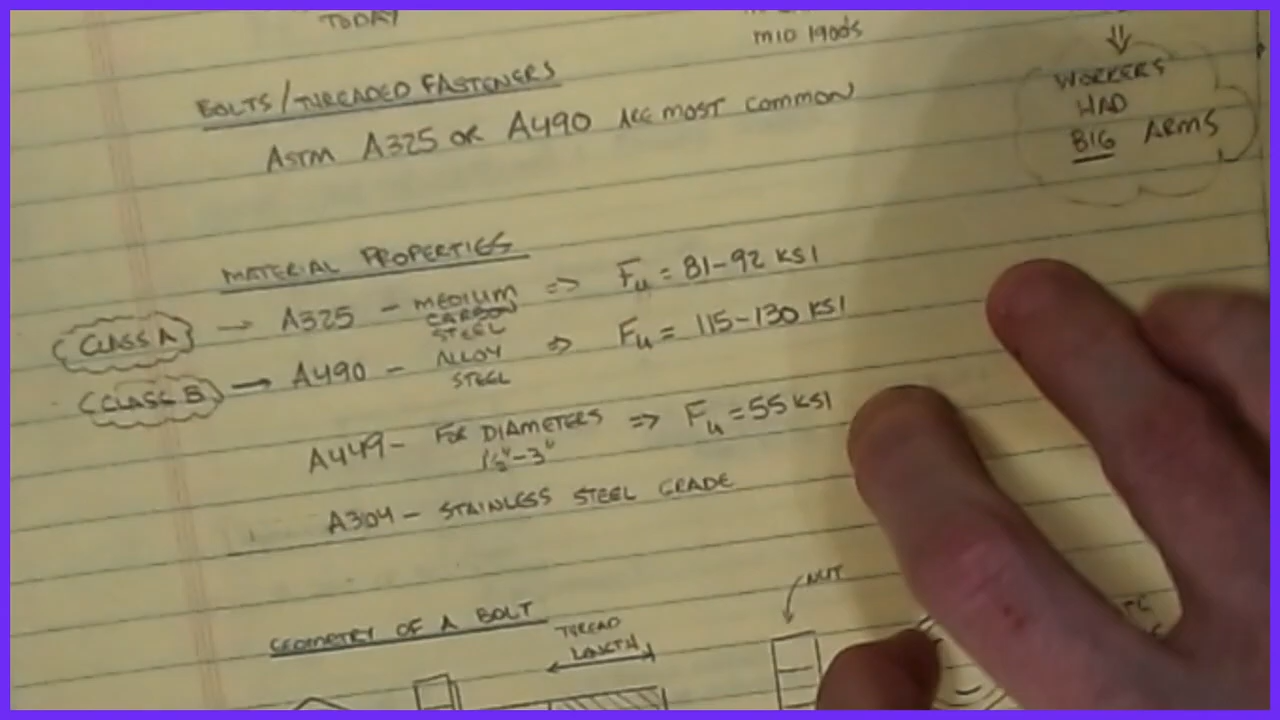 TODAY
MID 1900s
⇓
WORKERS
HAD
BIG ARMS
BOLTS/THREADED FASTENERS
ASTM A325 OR A490 ARE MOST COMMON
MATERIAL PROPERTIES
CLASS A → A325 - MEDIUM CARBON STEEL ⇒ Fu = 81-92 KSI
CLASS B → A490 - ALLOY STEEL ⇒ Fu = 115-130 KSI
A449- FOR DIAMETERS ⇒ Fu = 55 KSI
1½"-3"
A304 - STAINLESS STEEL GRADE
GEOMETRY OF A BOLT
THREAD
LENGTH
NUT